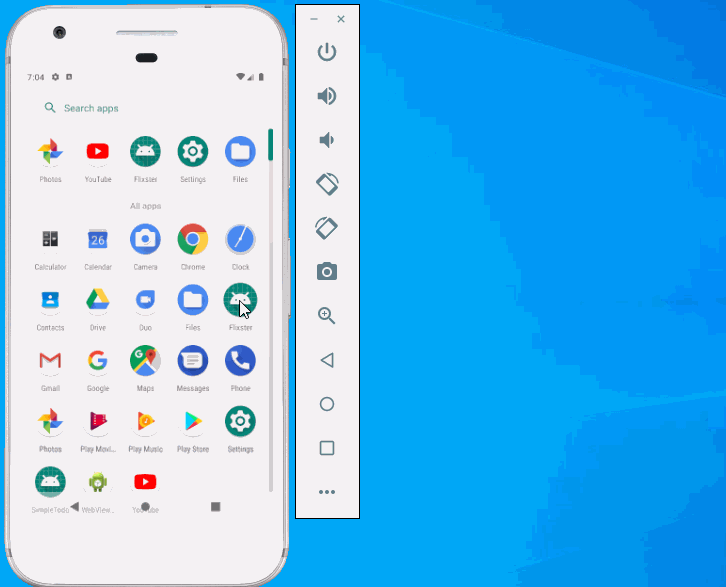 7:04
Search apps
Photos YouTube Flixster Settings Files
All apps
26
Calculator Calendar Camera Chrome Clock
Contacts Drive Duo Files Flixster
Gmail Google Maps Messages Phone
Photos Play Movi... Play Music Play Store Settings
SimpleTodo WebView... YouTube